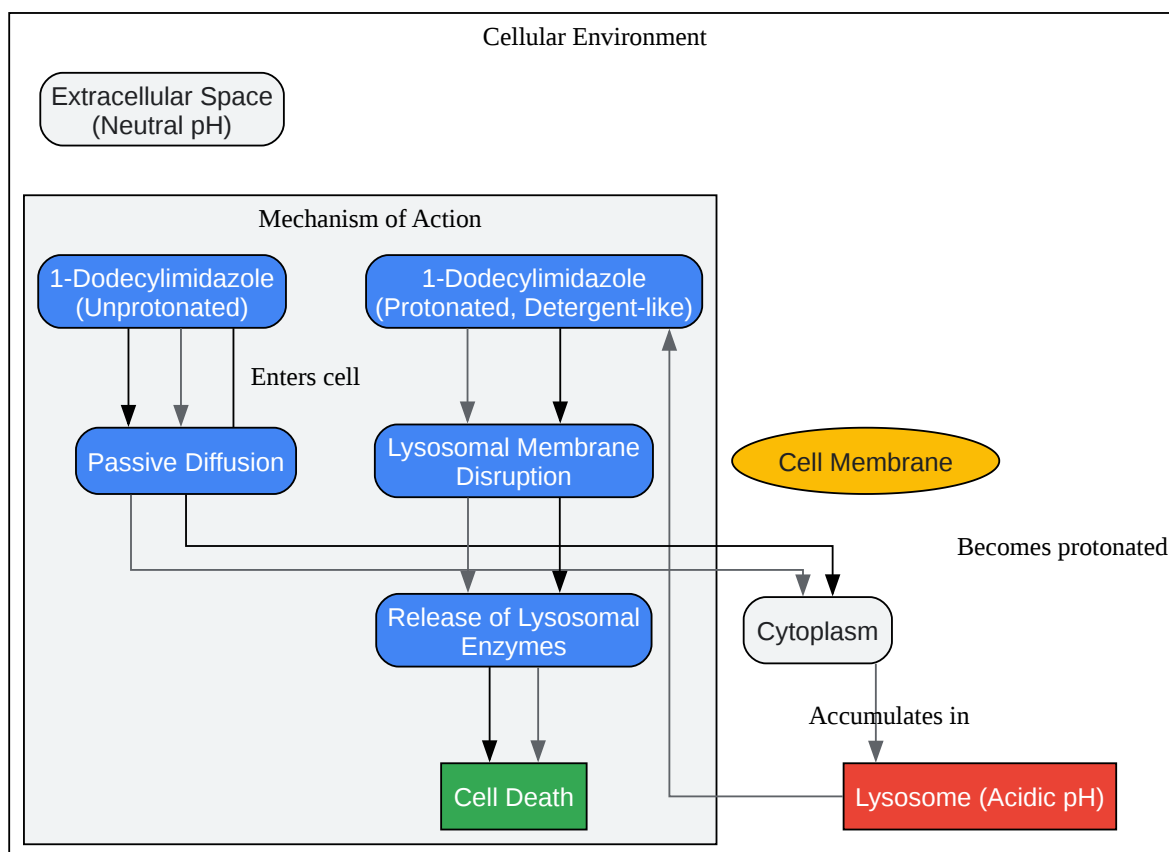 Cellular Environment
Extracellular Space
(Neutral pH)
Mechanism of Action
1-Dodecylimidazole
(Unprotonated)
1-Dodecylimidazole
(Protonated, Detergent-like)
Enters cell
Passive Diffusion
Lysosomal Membrane
Disruption
Cell Membrane
Becomes protonated
Release of Lysosomal
Enzymes
Cytoplasm
Accumulates in
Cell Death
Lysosome (Acidic pH)